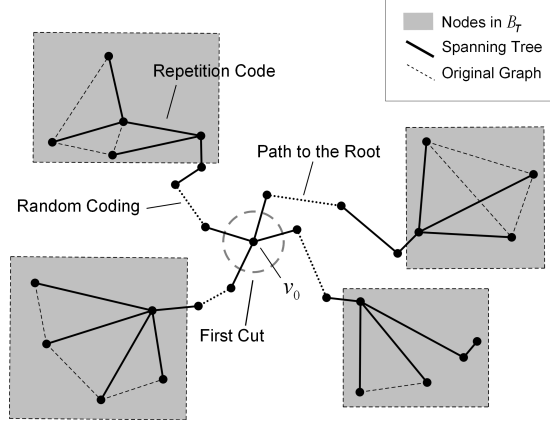 Nodes in B_T
Spanning Tree
Original Graph
Repetition Code
Path to the Root
Random Coding
v_0
First Cut